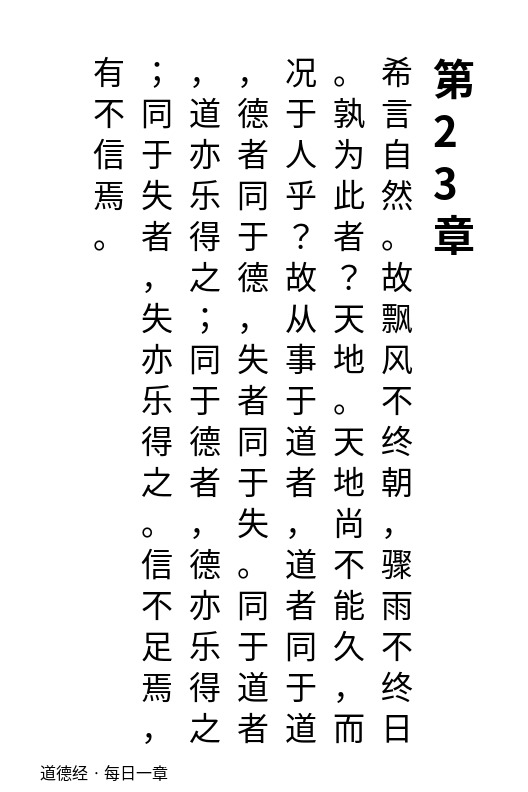 第23章
希言自然。故飘风不终朝，骤雨不终日
。孰为此者？天地。天地尚不能久，而
况于人乎？故从事于道者，道者同于道
，德者同于德，失者同于失。同于道者
，道亦乐得之；同于德者，德亦乐得之
；同于失者，失亦乐得之。信不足焉，
有不信焉。
道德经 · 每日一章